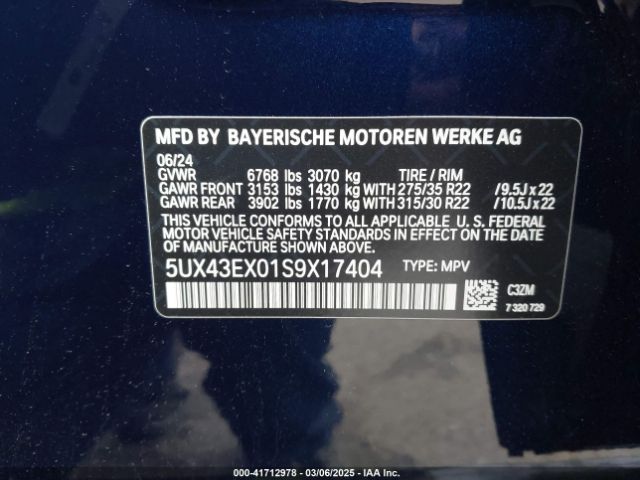 MFD BY BAYERISCHE MOTOREN WERKE AG
06/24
GVWR 6768 lbs 3070 kg TIRE / RIM
GAWR FRONT 3153 lbs 1430 kg WITH 275/35 R22 /9.5J x 22
GAWR REAR 3902 lbs 1770 kg WITH 315/30 R22 /10.5J x 22
THIS VEHICLE CONFORMS TO ALL APPLICABLE U. S. FEDERAL
MOTOR VEHICLE SAFETY STANDARDS IN EFFECT ON THE DATE
OF MANUFACTURE SHOWN ABOVE.
5UX43EX01S9X17404 TYPE: MPV
C3ZM
7 320 729
000-41712978 - 03/06/2025 - IAA Inc.